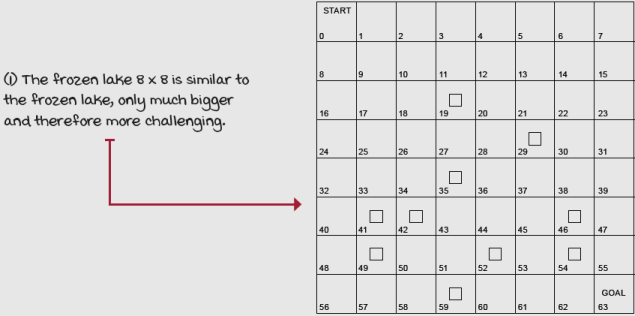 (1) The frozen lake 8 x 8 is similar to
the frozen lake, only much bigger
and therefore more challenging.
START
0 1 2 3 4 5 6 7
8 9 10 11 12 13 14 15
16 17 18 19 20 21 22 23
24 25 26 27 28 29 30 31
32 33 34 35 36 37 38 39
40 41 42 43 44 45 46 47
48 49 50 51 52 53 54 55
GOAL
56 57 58 59 60 61 62 63